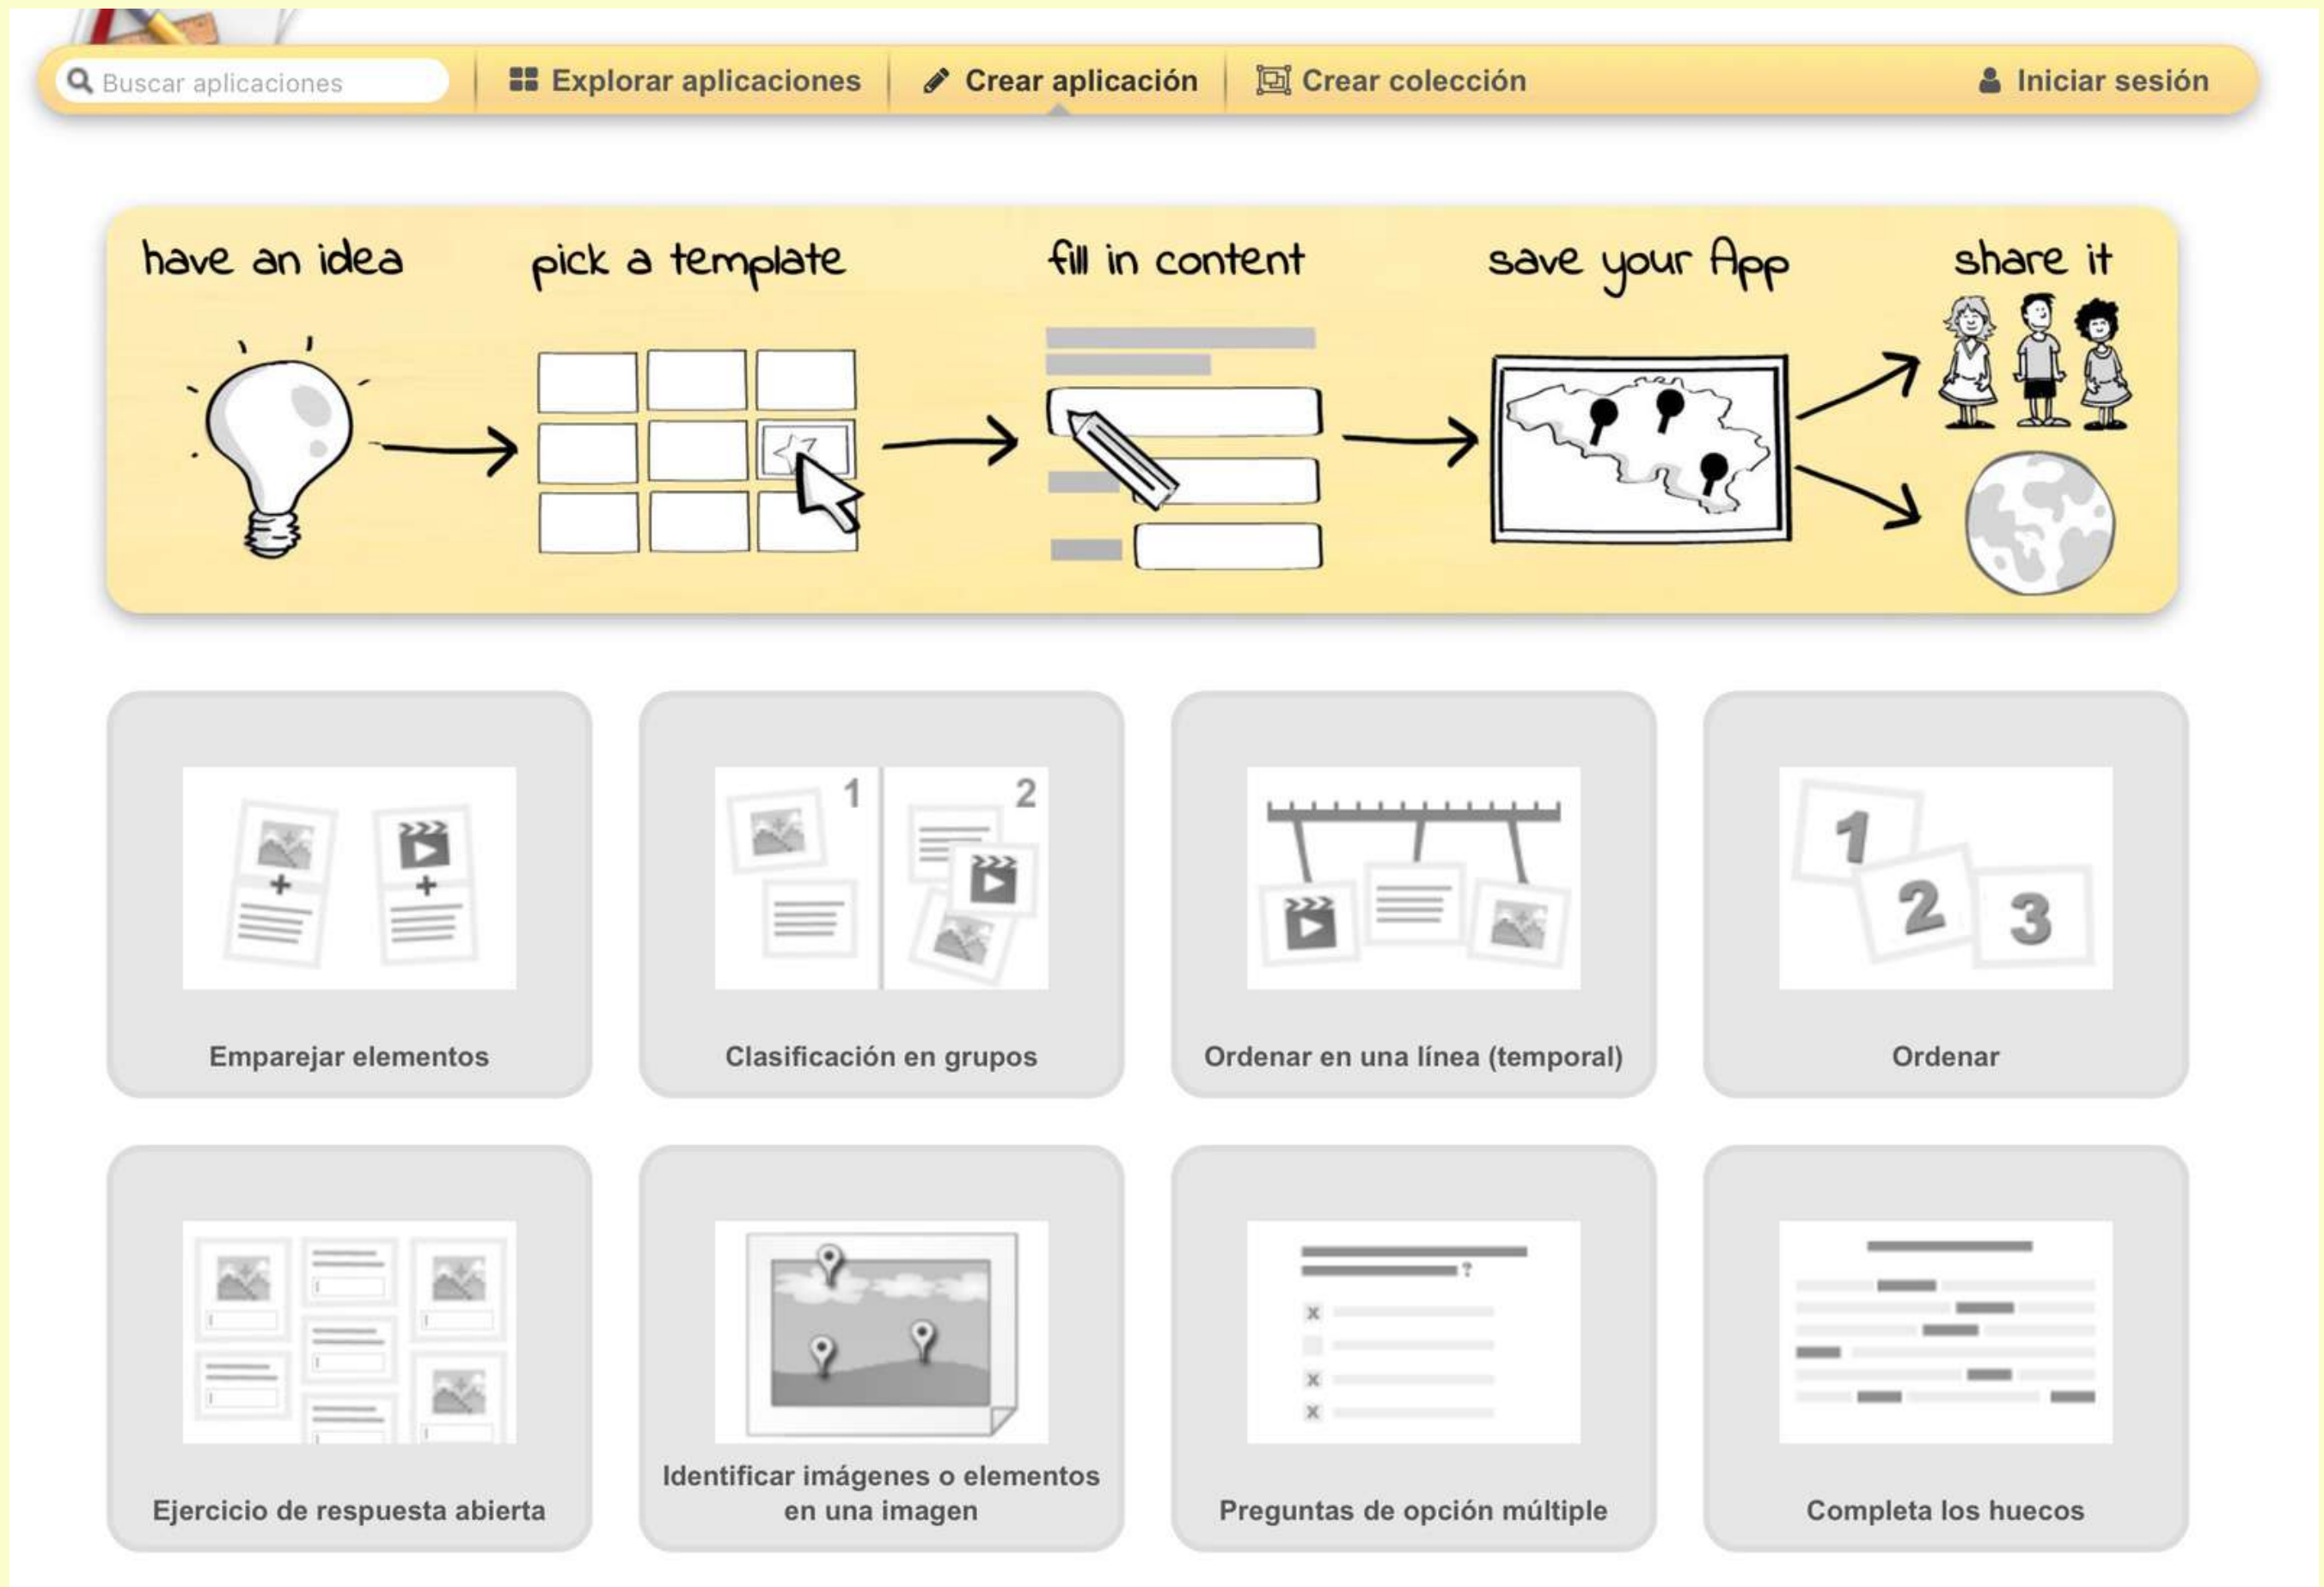 Buscar aplicaciones
Explorar aplicaciones
Crear aplicación
Crear colección
Iniciar sesión
have an idea
pick a template
fill in content
save your App
share it
1
2
1
2
3
Emparejar elementos
Clasificación en grupos
Ordenar en una línea (temporal)
Ordenar
?
x
x
x
Ejercicio de respuesta abierta
Identificar imágenes o elementos
en una imagen
Preguntas de opción múltiple
Completa los huecos